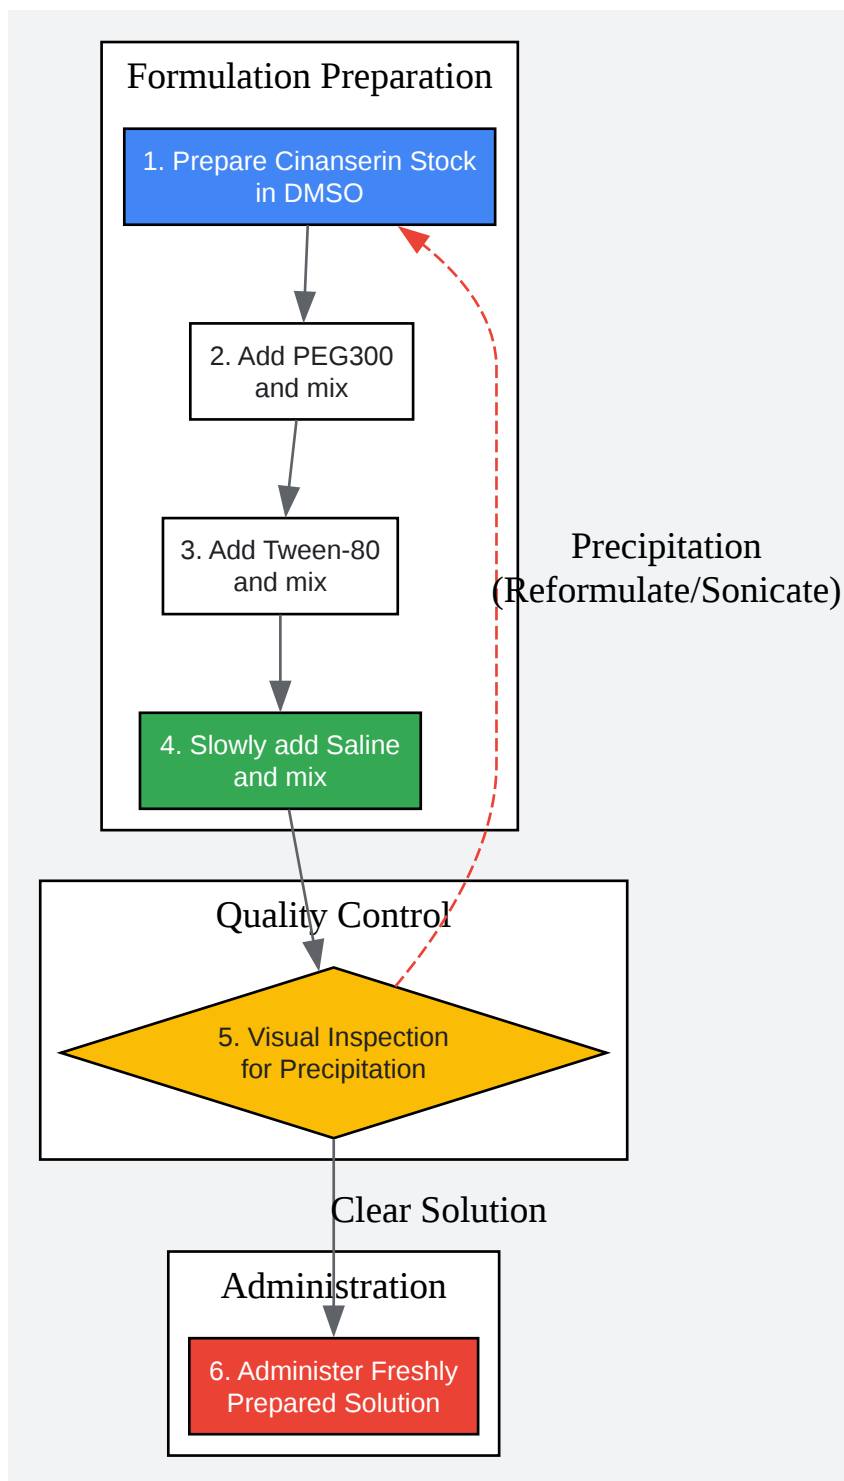 Formulation Preparation
1. Prepare Cinanserin Stock
in DMSO
2. Add PEG300
and mix
3. Add Tween-80
and mix
Precipitation
(Reformulate/Sonicate)
4. Slowly add Saline
and mix
Quality Control
5. Visual Inspection
for Precipitation
Clear Solution
Administration
6. Administer Freshly
Prepared Solution